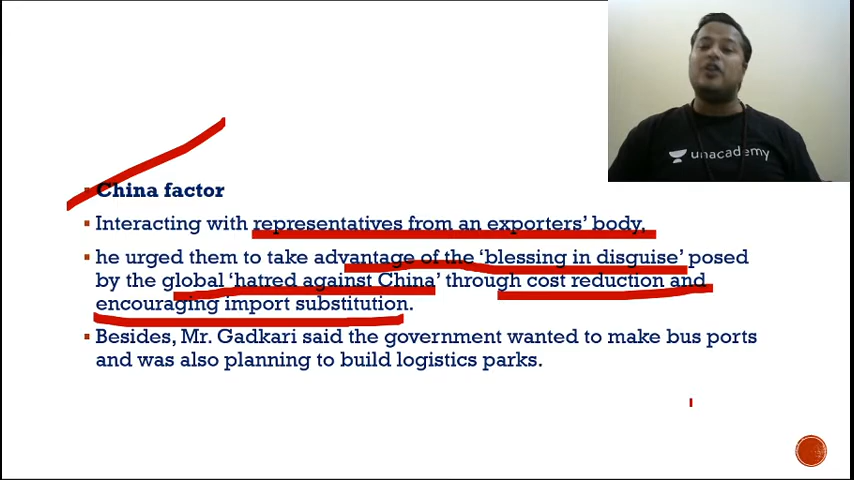 unacademy
China factor
Interacting with representatives from an exporters' body,
he urged them to take advantage of the 'blessing in disguise' posed
by the global 'hatred against China' through cost reduction and
encouraging import substitution.
Besides, Mr. Gadkari said the government wanted to make bus ports
and was also planning to build logistics parks.